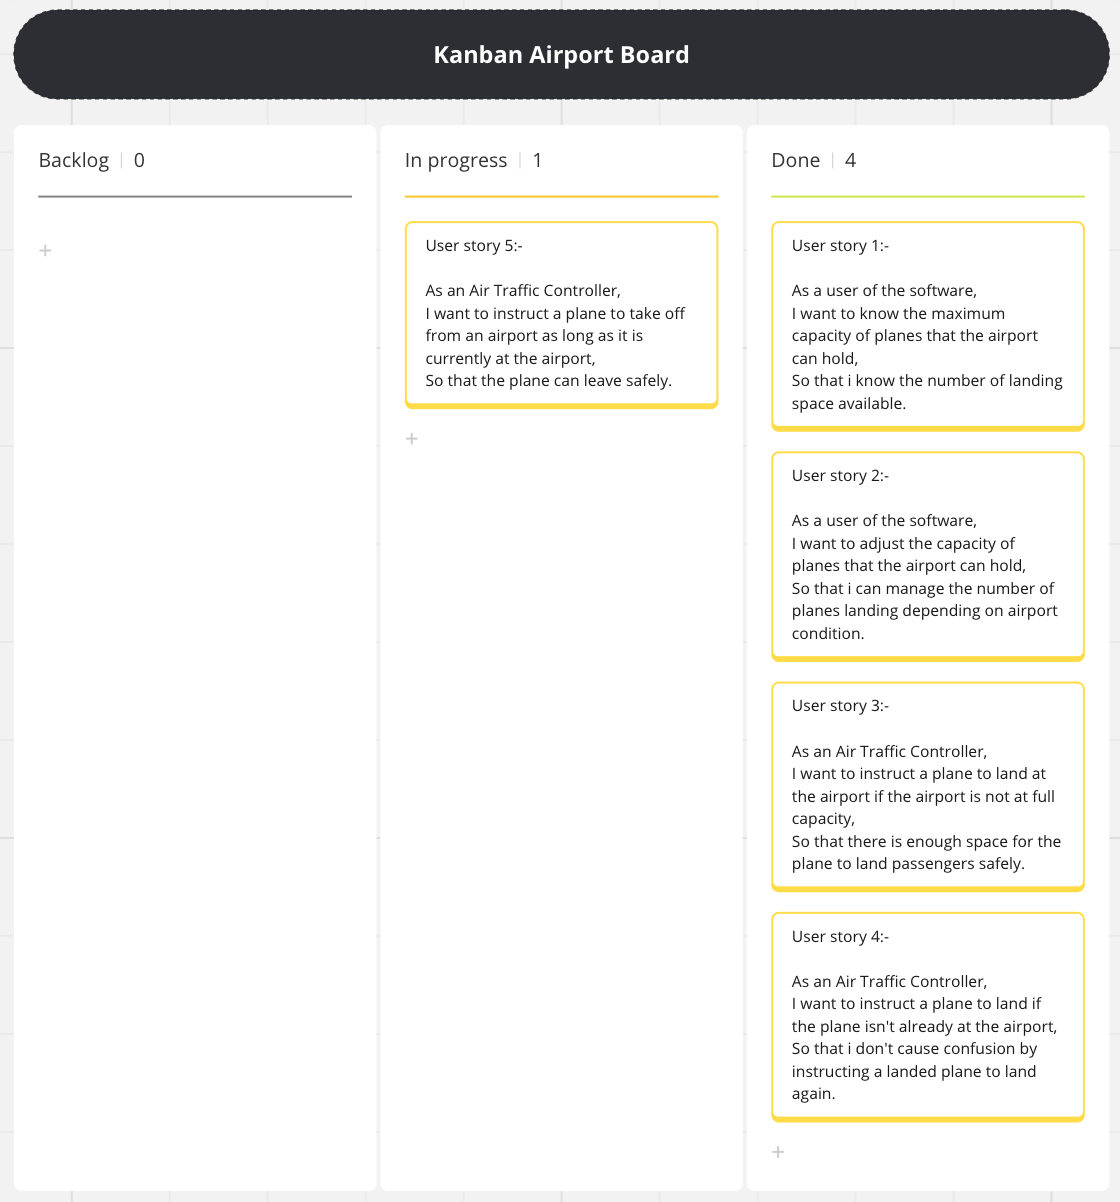 Kanban Airport Board
Backlog | 0
+
In progress | 1
User story 5:-
As an Air Traffic Controller,
I want to instruct a plane to take off
from an airport as long as it is
currently at the airport,
So that the plane can leave safely.
+
Done | 4
User story 1:-
As a user of the software,
I want to know the maximum
capacity of planes that the airport
can hold,
So that i know the number of landing
space available.
User story 2:-
As a user of the software,
I want to adjust the capacity of
planes that the airport can hold,
So that i can manage the number of
planes landing depending on airport
condition.
User story 3:-
As an Air Traffic Controller,
I want to instruct a plane to land at
the airport if the airport is not at full
capacity,
So that there is enough space for the
plane to land passengers safely.
User story 4:-
As an Air Traffic Controller,
I want to instruct a plane to land if
the plane isn't already at the airport,
So that i don't cause confusion by
instructing a landed plane to land
again.
+